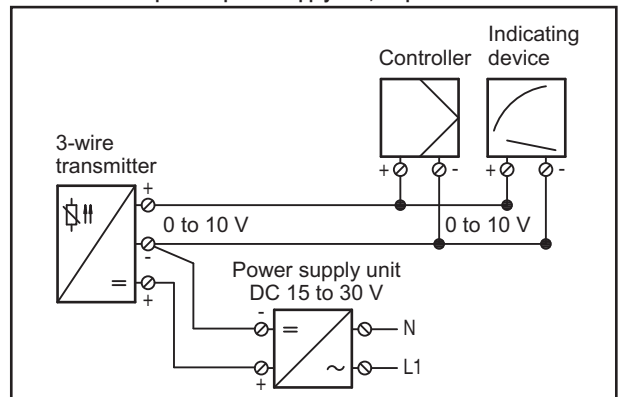 Indicating
device
Controller
3-wire
transmitter
+ - + -
+
0 to 10 V 0 to 10 V
-
+
Power supply unit
DC 15 to 30 V
-
N
+
L1